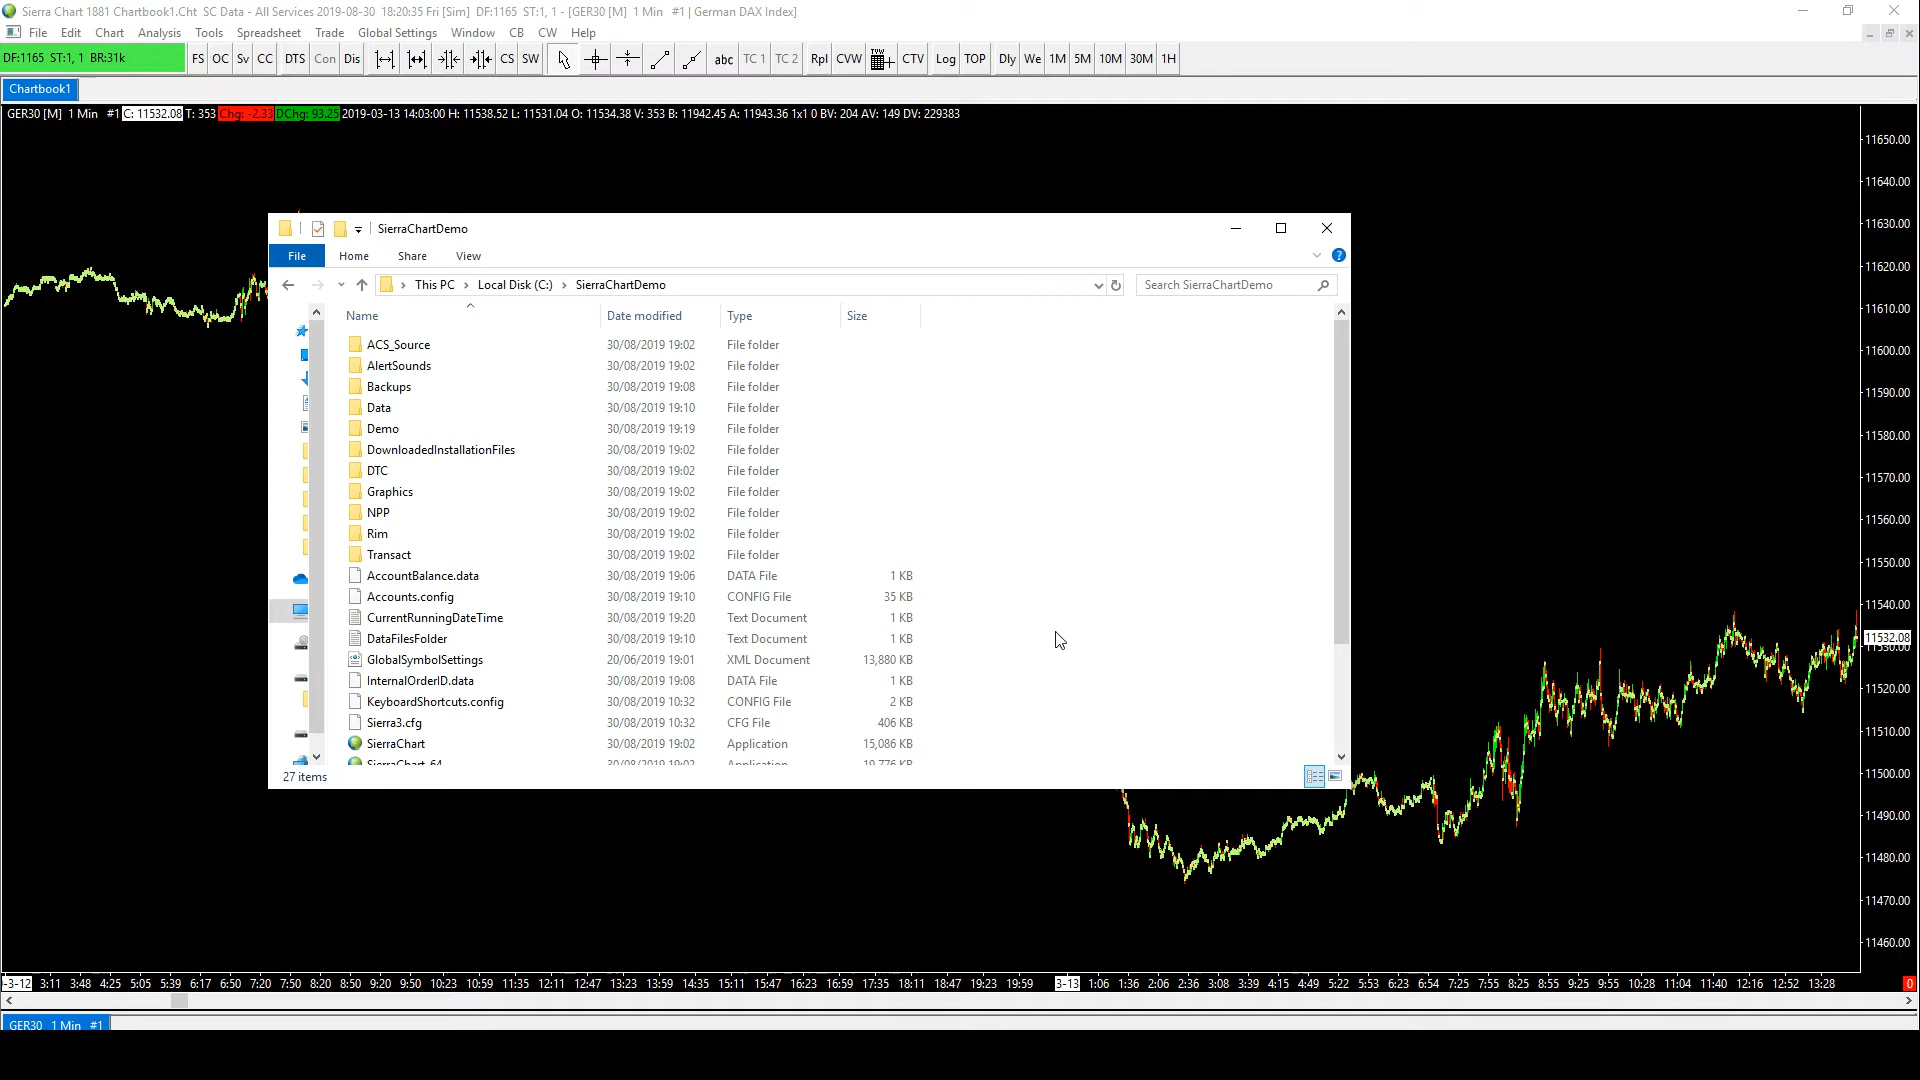 Sierra Chart 1881 Chartbook1.Cht  SC Data - All Services 2019-08-30  18:20:35 Fri [Sim]  DF:1165  ST:1, 1 - [GER30 [M]  1 Min   #1 | German DAX Index]
File Edit Chart Analysis Tools Spreadsheet Trade Global Settings Window CB CW Help
DF:1165  ST:1, 1  BR:31k FS OC Sv CC DTS Con Dis CS SW abc TC 1 TC 2 Rpl CVW CTV Log TOP Dly We 1M 5M 10M 30M 1H
Chartbook1
GER30 [M]  1 Min   #1 C: 11532.08 T: 353 Chg: -2.33 DChg: 93.25 2019-03-13 14:03:00 H: 11538.52 L: 11531.04 O: 11534.38 V: 353 B: 11942.45 A: 11943.36 1x1 0 BV: 204 AV: 149 DV: 229383
SierraChartDemo
File Home Share View
This PC › Local Disk (C:) › SierraChartDemo
Search SierraChartDemo
Name Date modified Type Size
ACS_Source 30/08/2019 19:02 File folder
AlertSounds 30/08/2019 19:02 File folder
Backups 30/08/2019 19:08 File folder
Data 30/08/2019 19:10 File folder
Demo 30/08/2019 19:19 File folder
DownloadedInstallationFiles 30/08/2019 19:02 File folder
DTC 30/08/2019 19:02 File folder
Graphics 30/08/2019 19:02 File folder
NPP 30/08/2019 19:02 File folder
Rim 30/08/2019 19:02 File folder
Transact 30/08/2019 19:02 File folder
AccountBalance.data 30/08/2019 19:06 DATA File 1 KB
Accounts.config 30/08/2019 19:10 CONFIG File 35 KB
CurrentRunningDateTime 30/08/2019 19:20 Text Document 1 KB
DataFilesFolder 30/08/2019 19:10 Text Document 1 KB
GlobalSymbolSettings 20/06/2019 19:01 XML Document 13,880 KB
InternalOrderID.data 30/08/2019 19:08 DATA File 1 KB
KeyboardShortcuts.config 30/08/2019 10:32 CONFIG File 2 KB
Sierra3.cfg 30/08/2019 10:32 CFG File 406 KB
SierraChart 30/08/2019 19:02 Application 15,086 KB
SierraChart_64 30/08/2019 19:02 Application 19,776 KB
27 items
11650.00
11640.00
11630.00
11620.00
11610.00
11600.00
11590.00
11580.00
11570.00
11560.00
11550.00
11540.00
11532.08
11530.00
11520.00
11510.00
11500.00
11490.00
11480.00
11470.00
11460.00
-3-12 3:11 3:48 4:25 5:05 5:39 6:17 6:50 7:20 7:50 8:20 8:50 9:20 9:50 10:23 10:59 11:35 12:11 12:47 13:23 13:59 14:35 15:11 15:47 16:23 16:59 17:35 18:11 18:47 19:23 19:59 3-13 1:06 1:36 2:06 2:36 3:08 3:39 4:15 4:49 5:22 5:53 6:23 6:54 7:25 7:55 8:25 8:55 9:25 9:55 10:28 11:04 11:40 12:16 12:52 13:28 0
GER30  1 Min  #1